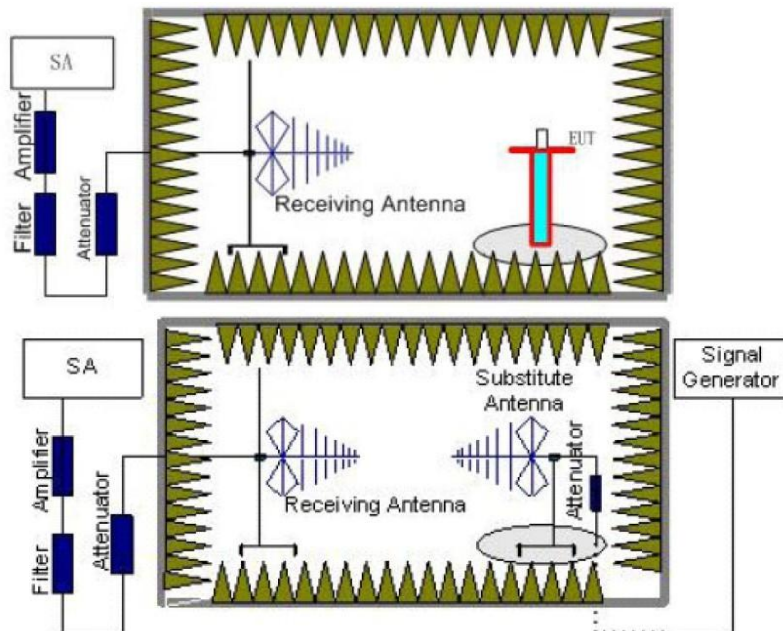 SA
Amplifier
Filter
Attenuator
Receiving Antenna
EUT
SA
Amplifier
Filter
Attenuator
Receiving Antenna
Substitute
Antenna
Attenuator
Signal
Generator